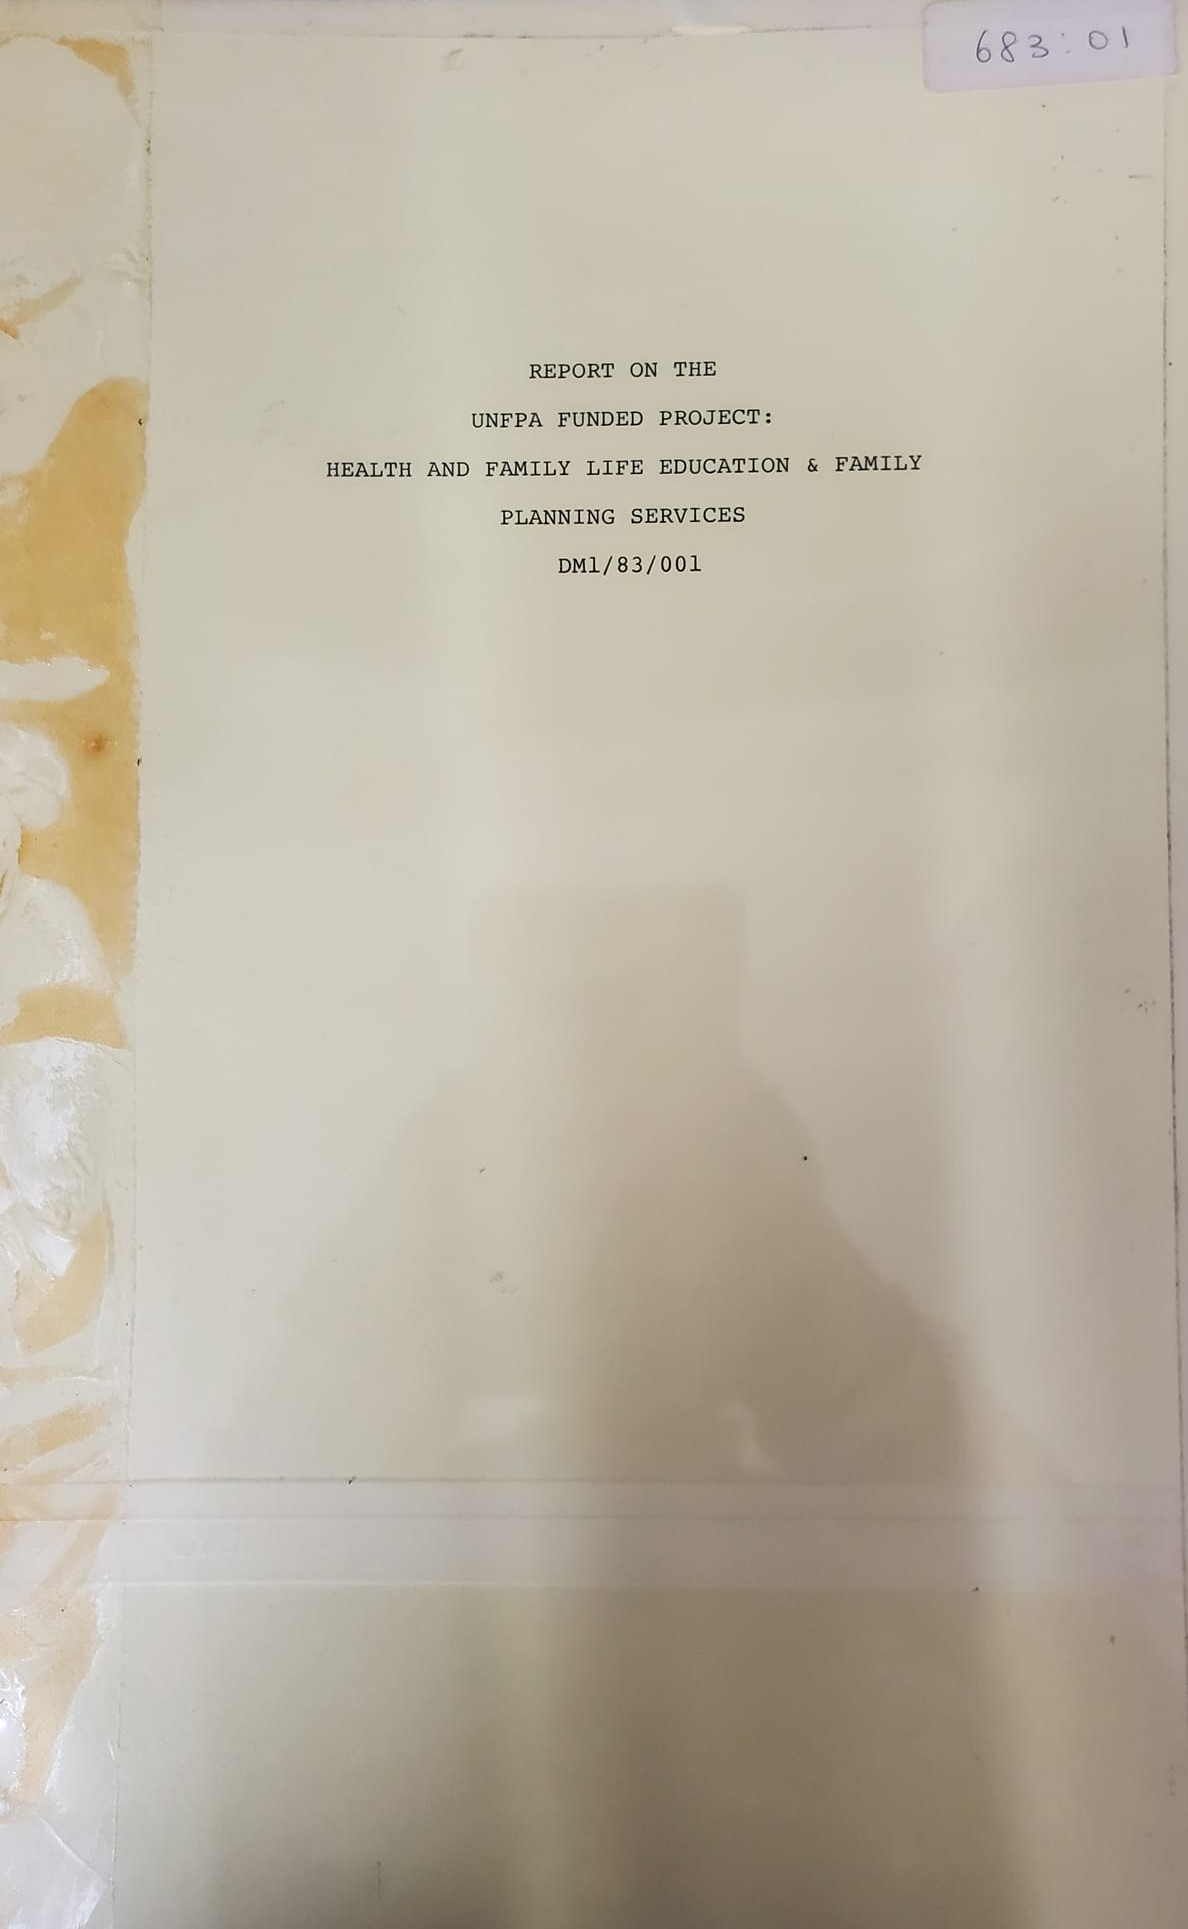 683:01
REPORT ON THE
UNFPA FUNDED PROJECT:
HEALTH AND FAMILY LIFE EDUCATION & FAMILY
PLANNING SERVICES
DM1/83/001